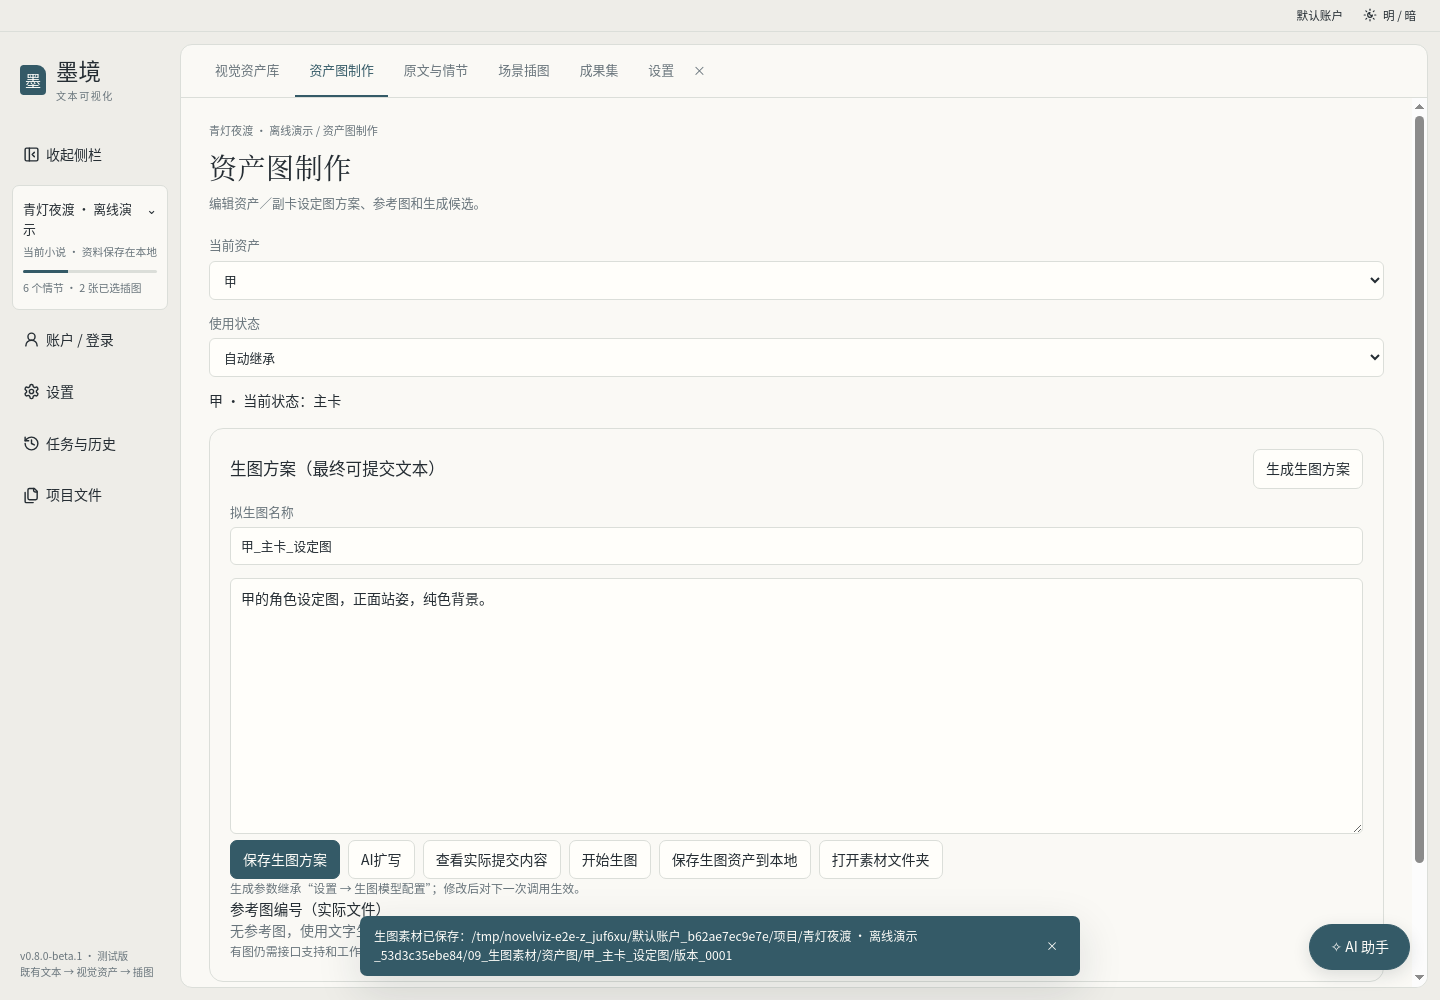 默认账户
明 / 暗
墨
墨境
文本可视化
收起侧栏
青灯夜渡 · 离线演示
当前小说 · 资料保存在本地
6 个情节 · 2 张已选插图
账户 / 登录
设置
任务与历史
项目文件
v0.8.0-beta.1 · 测试版
既有文本 → 视觉资产 → 插图
视觉资产库
资产图制作
原文与情节
场景插图
成果集
设置
×
青灯夜渡 · 离线演示 / 资产图制作
资产图制作
编辑资产／副卡设定图方案、参考图和生成候选。
当前资产
甲
使用状态
自动继承
甲 · 当前状态：主卡
生图方案（最终可提交文本）
生成生图方案
拟生图名称
甲_主卡_设定图
甲的角色设定图，正面站姿，纯色背景。
保存生图方案
AI扩写
查看实际提交内容
开始生图
保存生图资产到本地
打开素材文件夹
生成参数继承“设置 → 生图模型配置”；修改后对下一次调用生效。
参考图编号（实际文件）
无参考图，使用文字
有图仍需接口支持和工作
生图素材已保存：/tmp/novelviz-e2e-z_juf6xu/默认账户_b62ae7ec9e7e/项目/青灯夜渡 · 离线演示
_53d3c35ebe84/09_生图素材/资产图/甲_主卡_设定图/版本_0001
×
✧ AI 助手